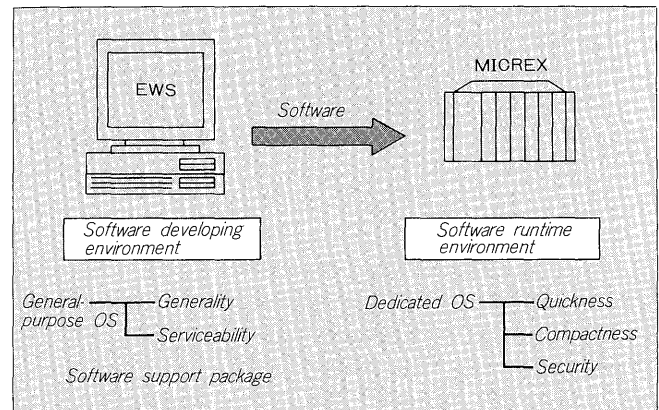 EWS
Software
MICREX
Software developing
environment
Software runtime
environment
General-
purpose OS
Generality
Serviceability
Software support package
Dedicated OS
Quickness
Compactness
Security